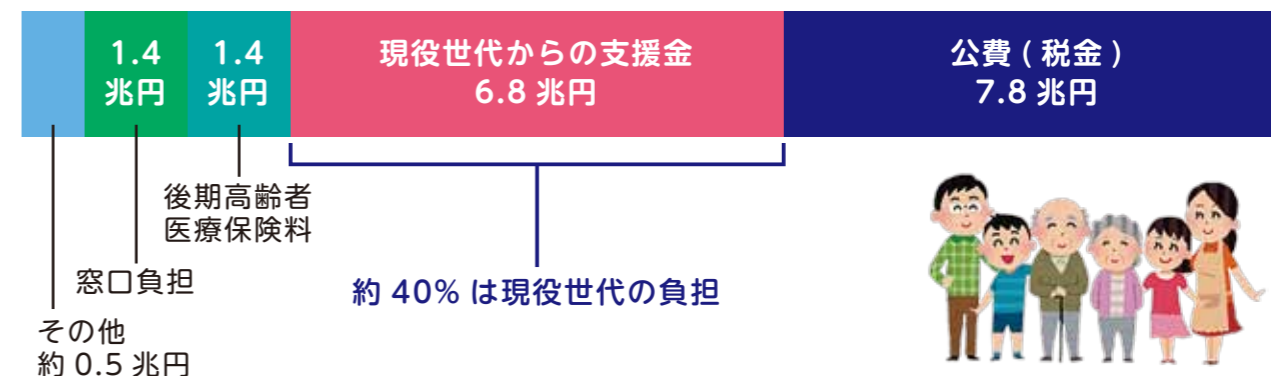 1.4
兆円
1.4
兆円
現役世代からの支援金
6.8 兆円
公費 ( 税金 )
7.8 兆円
後期高齢者
医療保険料
窓口負担
約 40% は現役世代の負担
その他
約 0.5 兆円